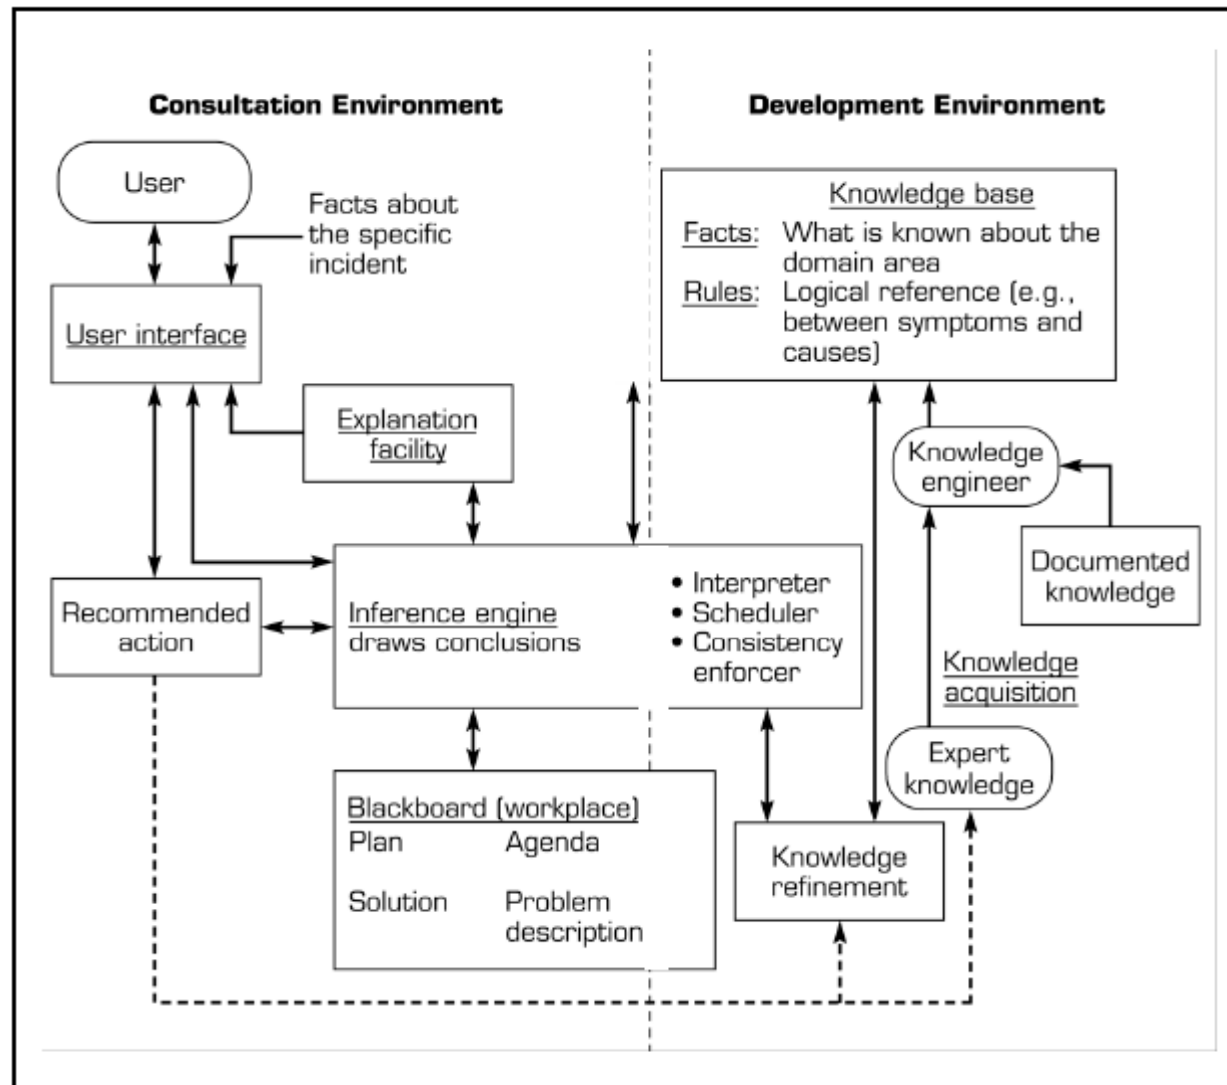 Consultation Environment
Development Environment
User
Facts about
the specific
incident
User interface
Explanation
facility
Recommended
action
Inference engine
draws conclusions
• Interpreter
• Scheduler
• Consistency
enforcer
Blackboard (workplace)
Plan Agenda
Solution Problem
description
Knowledge base
Facts: What is known about the
domain area
Rules: Logical reference (e.g.,
between symptoms and
causes)
Knowledge
engineer
Documented
knowledge
Knowledge
acquisition
Expert
knowledge
Knowledge
refinement